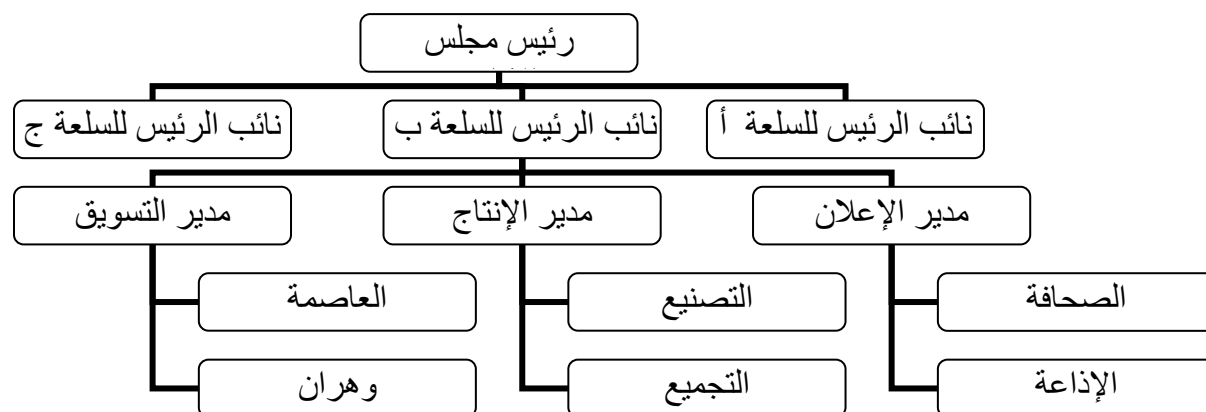 رئيس مجلس
نائب الرئيس للسلعة أ
نائب الرئيس للسلعة ب
نائب الرئيس للسلعة ج
مدير الإعلان
مدير الإنتاج
مدير التسويق
الصحافة
التصنيع
العاصمة
الإذاعة
التجميع
وهران